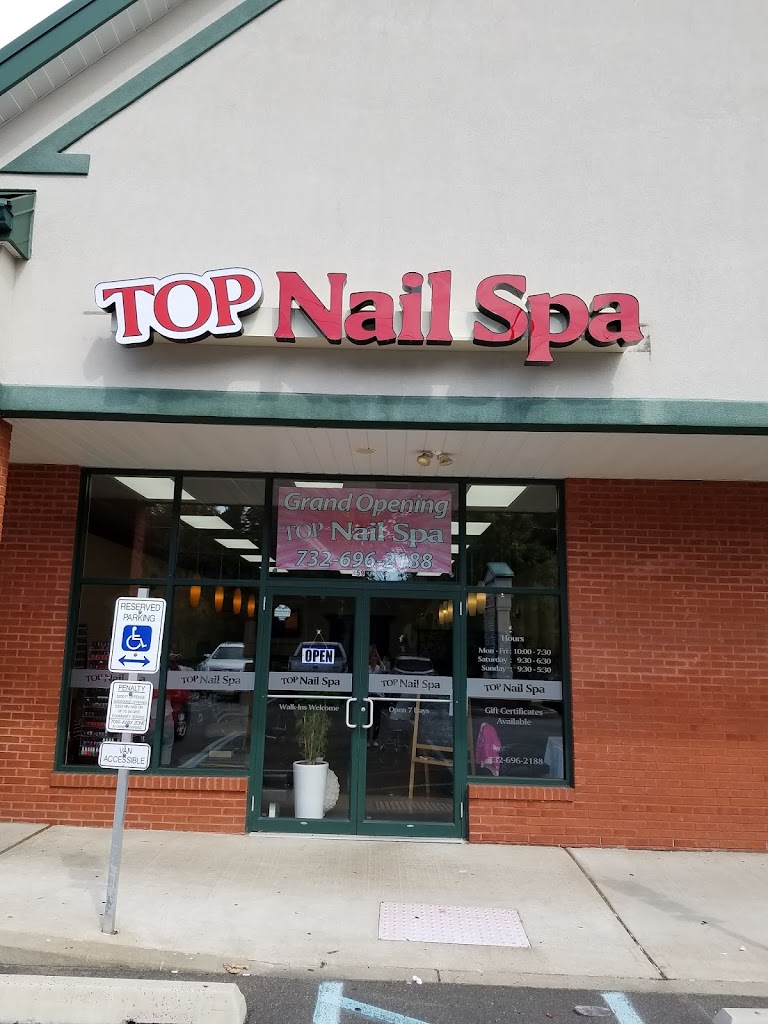 TOP Nail Spa
Grand Opening
TOP Nail Spa
732-696-2188
RESERVED
PARKING
PENALTY
VAN
ACCESSIBLE
OPEN
TOP Nail Spa
TOP Nail Spa
Walk-Ins Welcome
TOP Nail Spa
Open 7 Days
Hours
Mon - Fri : 10:00 - 7:30
Saturday : 9:30 - 6:30
Sunday : 9:30 - 5:30
TOP Nail Spa
Gift Certificates
Available
732-696-2188